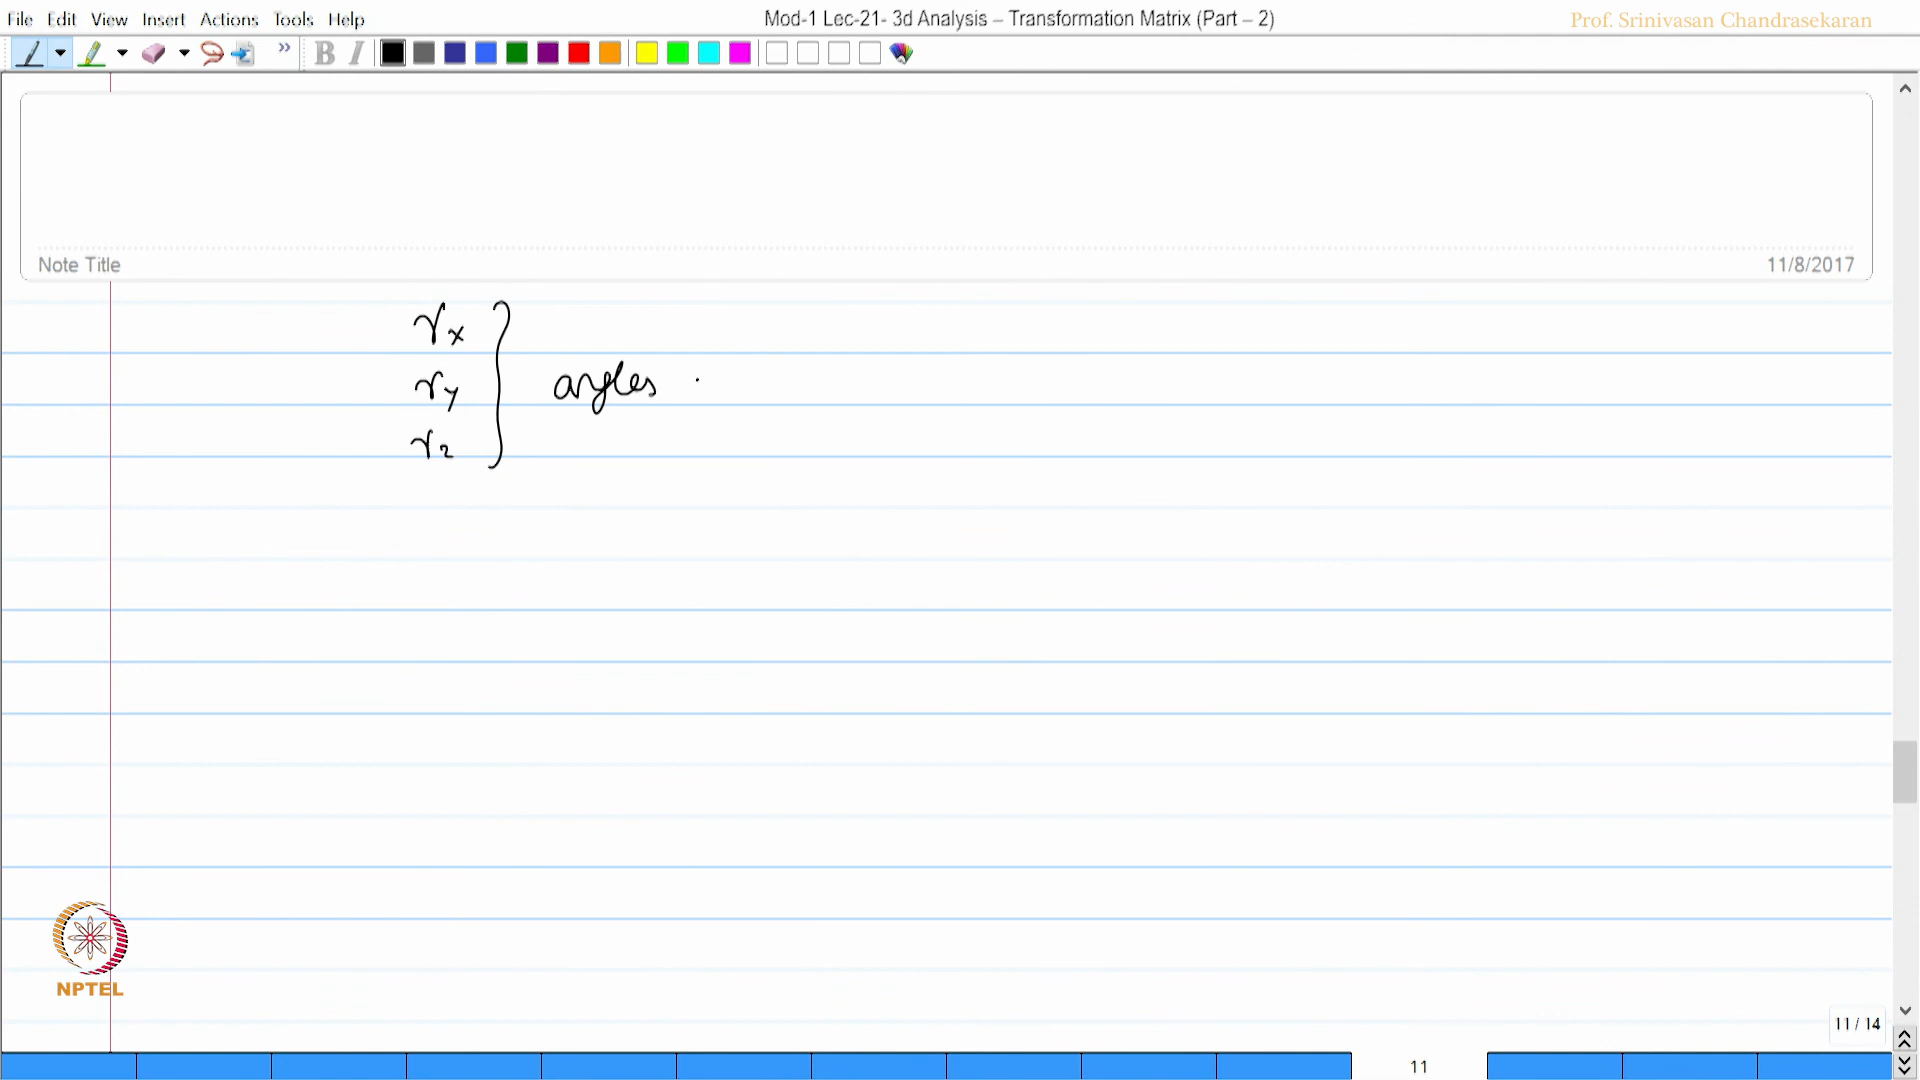 File Edit View Insert Actions Tools Help
Mod-1 Lec-21- 3d Analysis – Transformation Matrix (Part – 2)
Prof. Srinivasan Chandrasekaran
B I
Note Title
11/8/2017
γx
γy
γz
angles
NPTEL
11 / 14
11